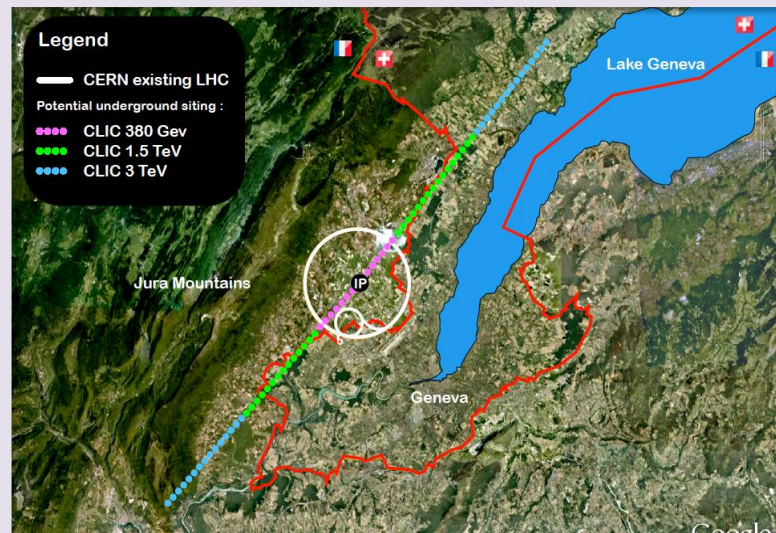 Legend
CERN existing LHC
Potential underground siting :
CLIC 380 Gev
CLIC 1.5 TeV
CLIC 3 TeV
Lake Geneva
Jura Mountains
IP
Geneva
Google